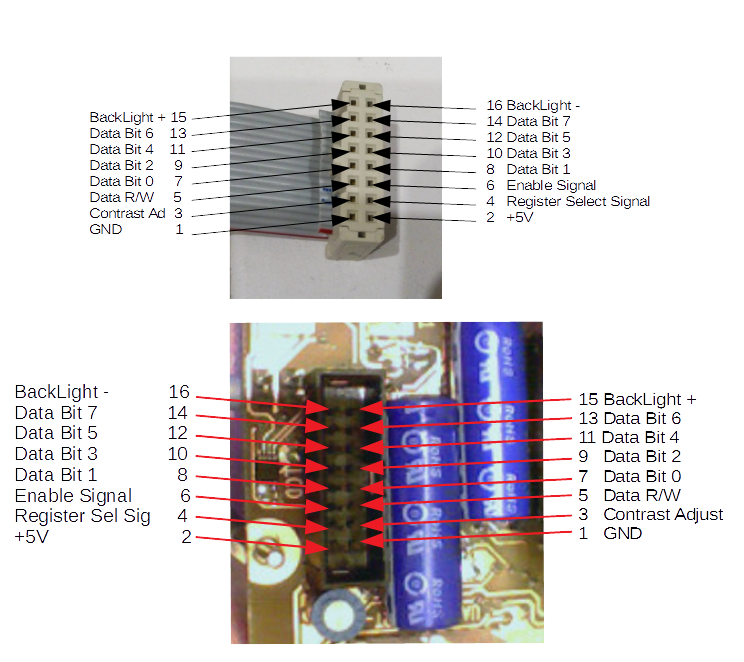 BackLight + 15
Data Bit 6 13
Data Bit 4 11
Data Bit 2 9
Data Bit 0 7
Data R/W 5
Contrast Ad 3
GND 1
16 BackLight -
14 Data Bit 7
12 Data Bit 5
10 Data Bit 3
8 Data Bit 1
6 Enable Signal
4 Register Select Signal
2 +5V
BackLight - 16
Data Bit 7 14
Data Bit 5 12
Data Bit 3 10
Data Bit 1 8
Enable Signal 6
Register Sel Sig 4
+5V 2
15 BackLight +
13 Data Bit 6
11 Data Bit 4
9 Data Bit 2
7 Data Bit 0
5 Data R/W
3 Contrast Adjust
1 GND
RoHS
RoHS
RoHS
RoHS